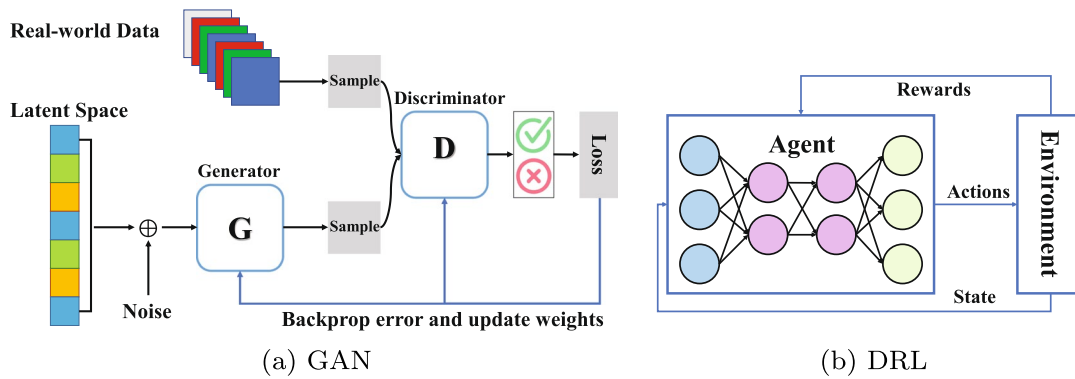 Real-world Data
Sample
Latent Space
Discriminator
D
Loss
Generator
G
Sample
Noise
Backprop error and update weights
(a) GAN
Rewards
Agent
Environment
Actions
State
(b) DRL